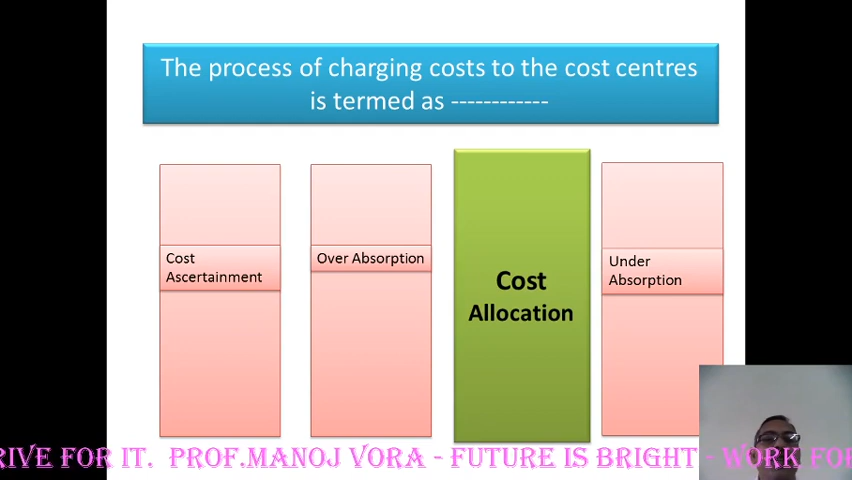 The process of charging costs to the cost centres
is termed as ------------
Cost
Ascertainment
Over Absorption
Cost
Allocation
Under
Absorption
RIVE FOR IT. PROF.MANOJ VORA - FUTURE IS BRIGHT - WORK FOR